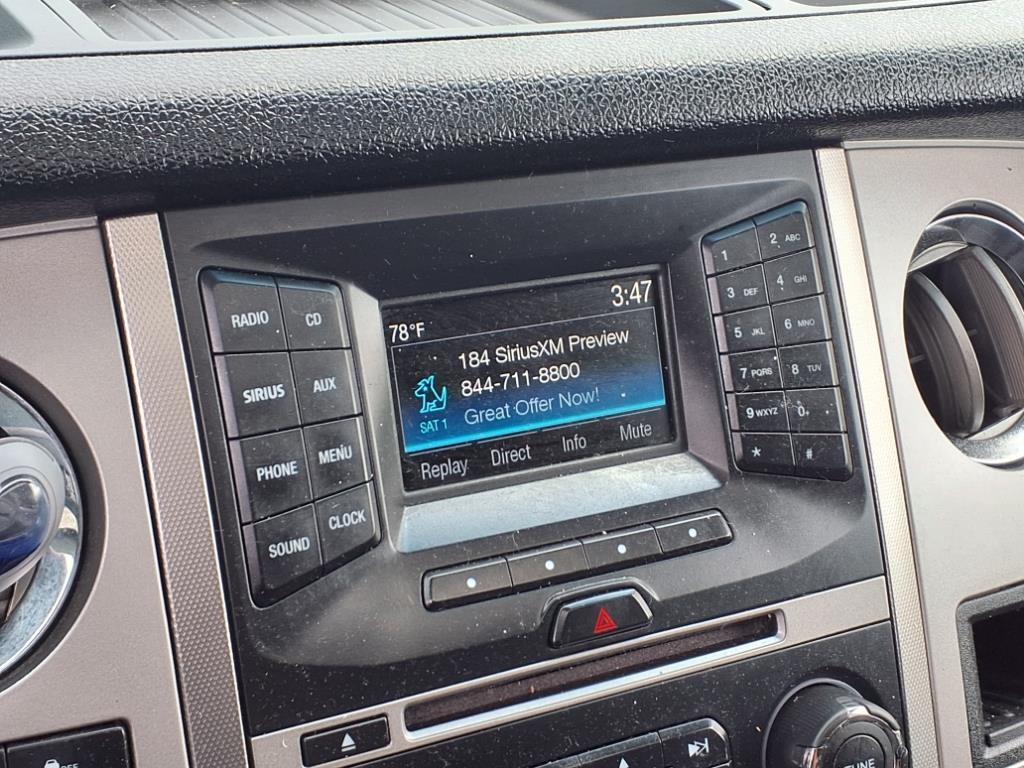 78°F
3:47
184 SiriusXM Preview
844-711-8800
SAT 1 Great Offer Now!
Replay Direct Info Mute
RADIO CD
SIRIUS AUX
PHONE MENU
SOUND CLOCK
1 2 ABC
3 DEF 4 GHI
5 JKL 6 MNO
7 PQRS 8 TUV
9 WXYZ 0
* #
TUNE